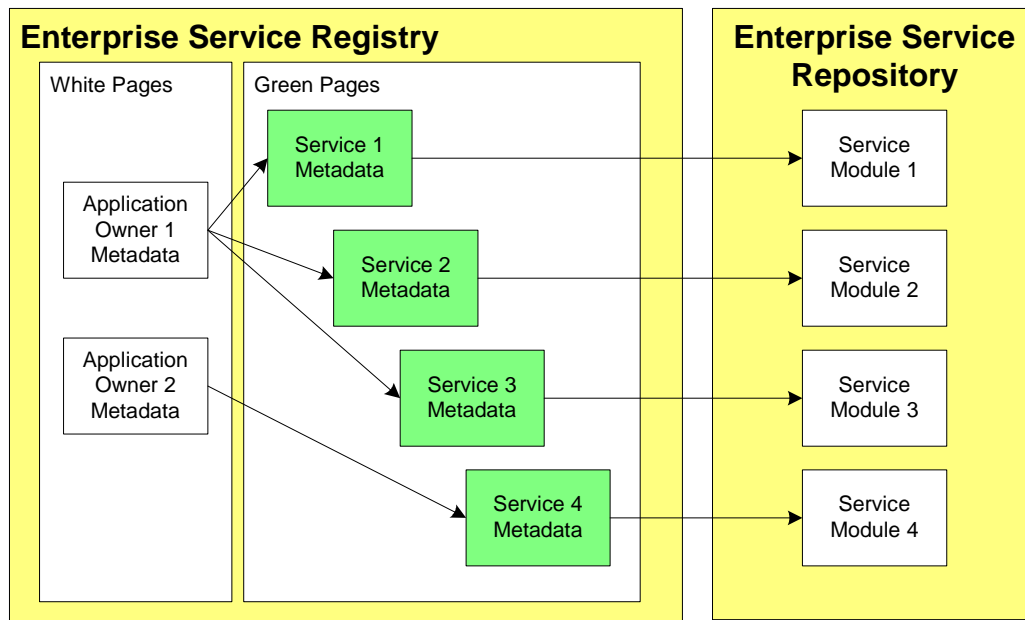 Enterprise Service Registry
White Pages
Green Pages
Service 1
Metadata
Application
Owner 1
Metadata
Service 2
Metadata
Application
Owner 2
Metadata
Service 3
Metadata
Service 4
Metadata
Enterprise Service
Repository
Service
Module 1
Service
Module 2
Service
Module 3
Service
Module 4